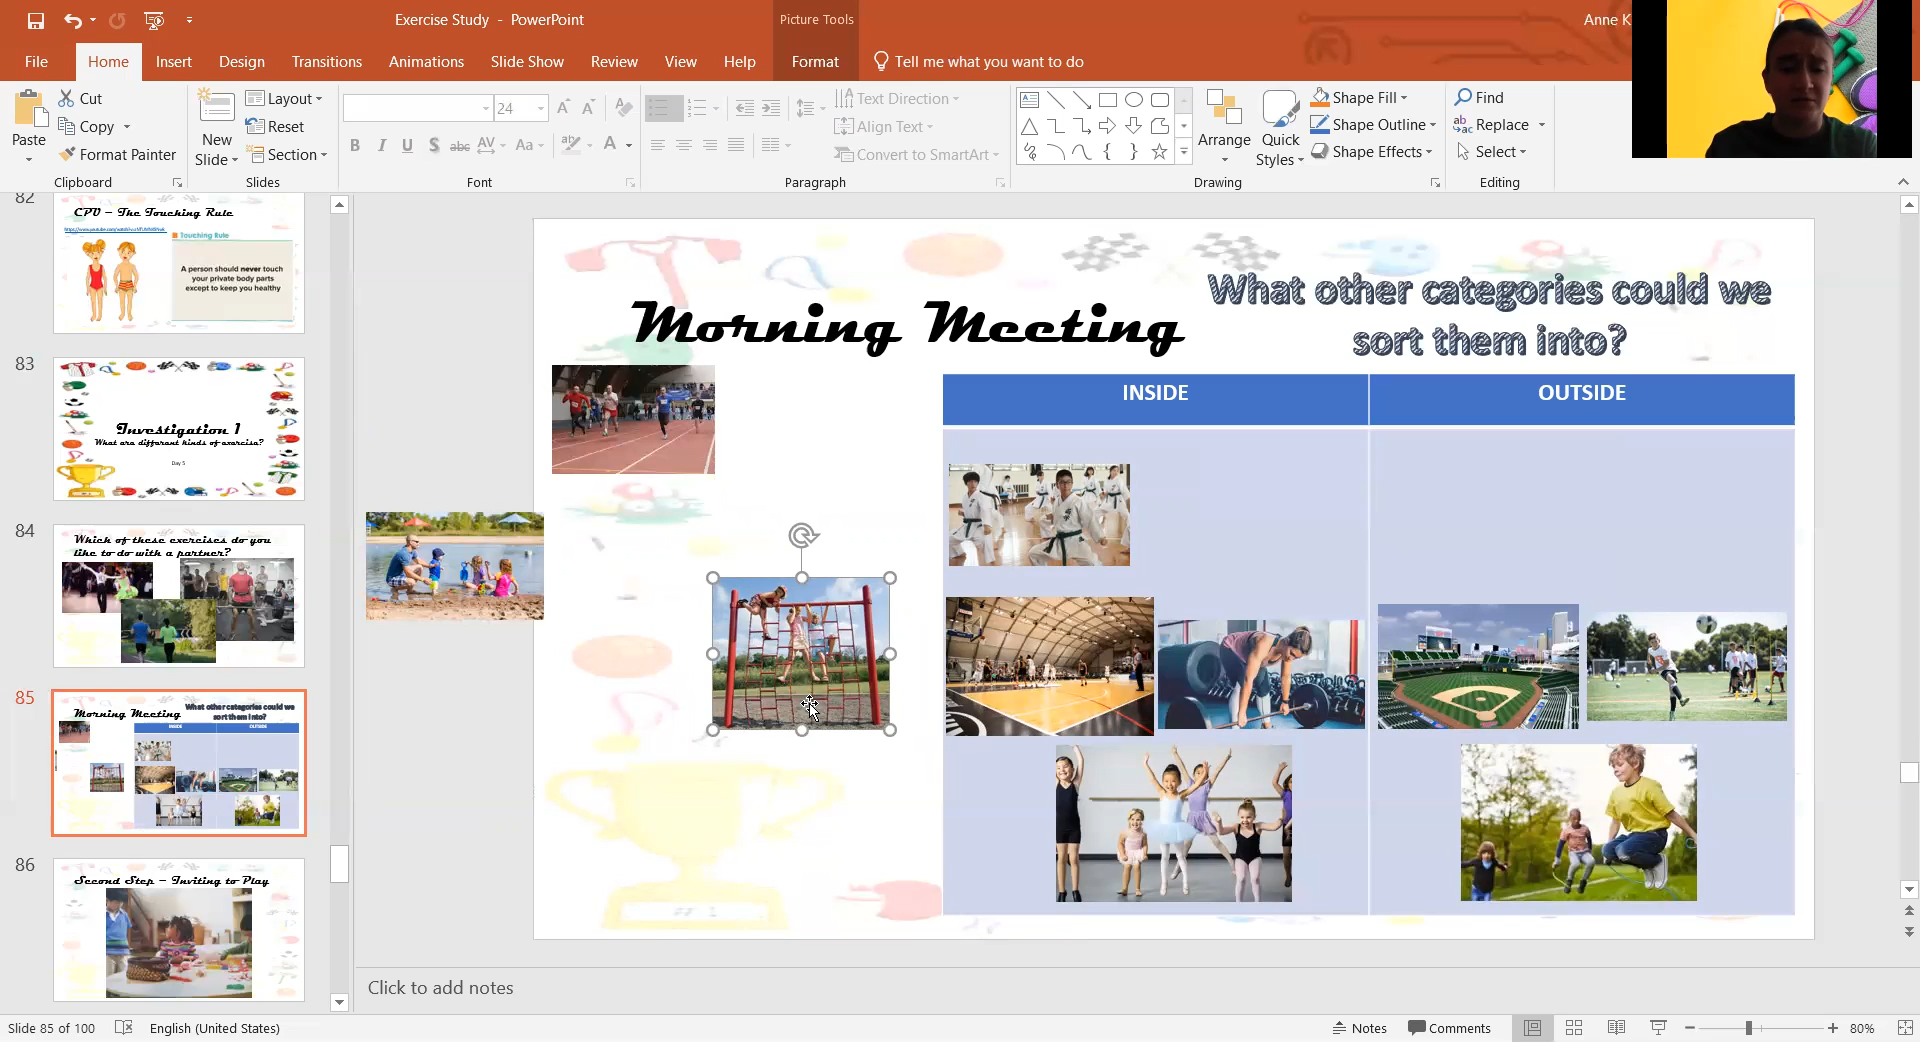 Exercise Study - PowerPoint
Picture Tools
Anne K
File Home Insert Design Transitions Animations Slide Show Review View Help Format Tell me what you want to do
Paste
Cut
Copy
Format Painter
Clipboard
New Slide
Layout
Reset
Section
Slides
24
B I U S abc AV Aa A
Font
Text Direction
Align Text
Convert to SmartArt
Paragraph
Arrange
Quick Styles
Shape Fill
Shape Outline
Shape Effects
Drawing
Find
Replace
Select
Editing
82
CPU – The Touching Rule
Touching Rule
A person should never touch
your private body parts
except to keep you healthy
83
Investigation 1
What are different kinds of exercise?
Day 5
84
Which of these exercises do you
like to do with a partner?
85
Morning Meeting
What other categories could we
sort them into?
INSIDE OUTSIDE
86
Second Step – Inviting to Play
Morning Meeting
What other categories could we
sort them into?
INSIDE OUTSIDE
# 1
Click to add notes
Slide 85 of 100 English (United States) Notes Comments 80%